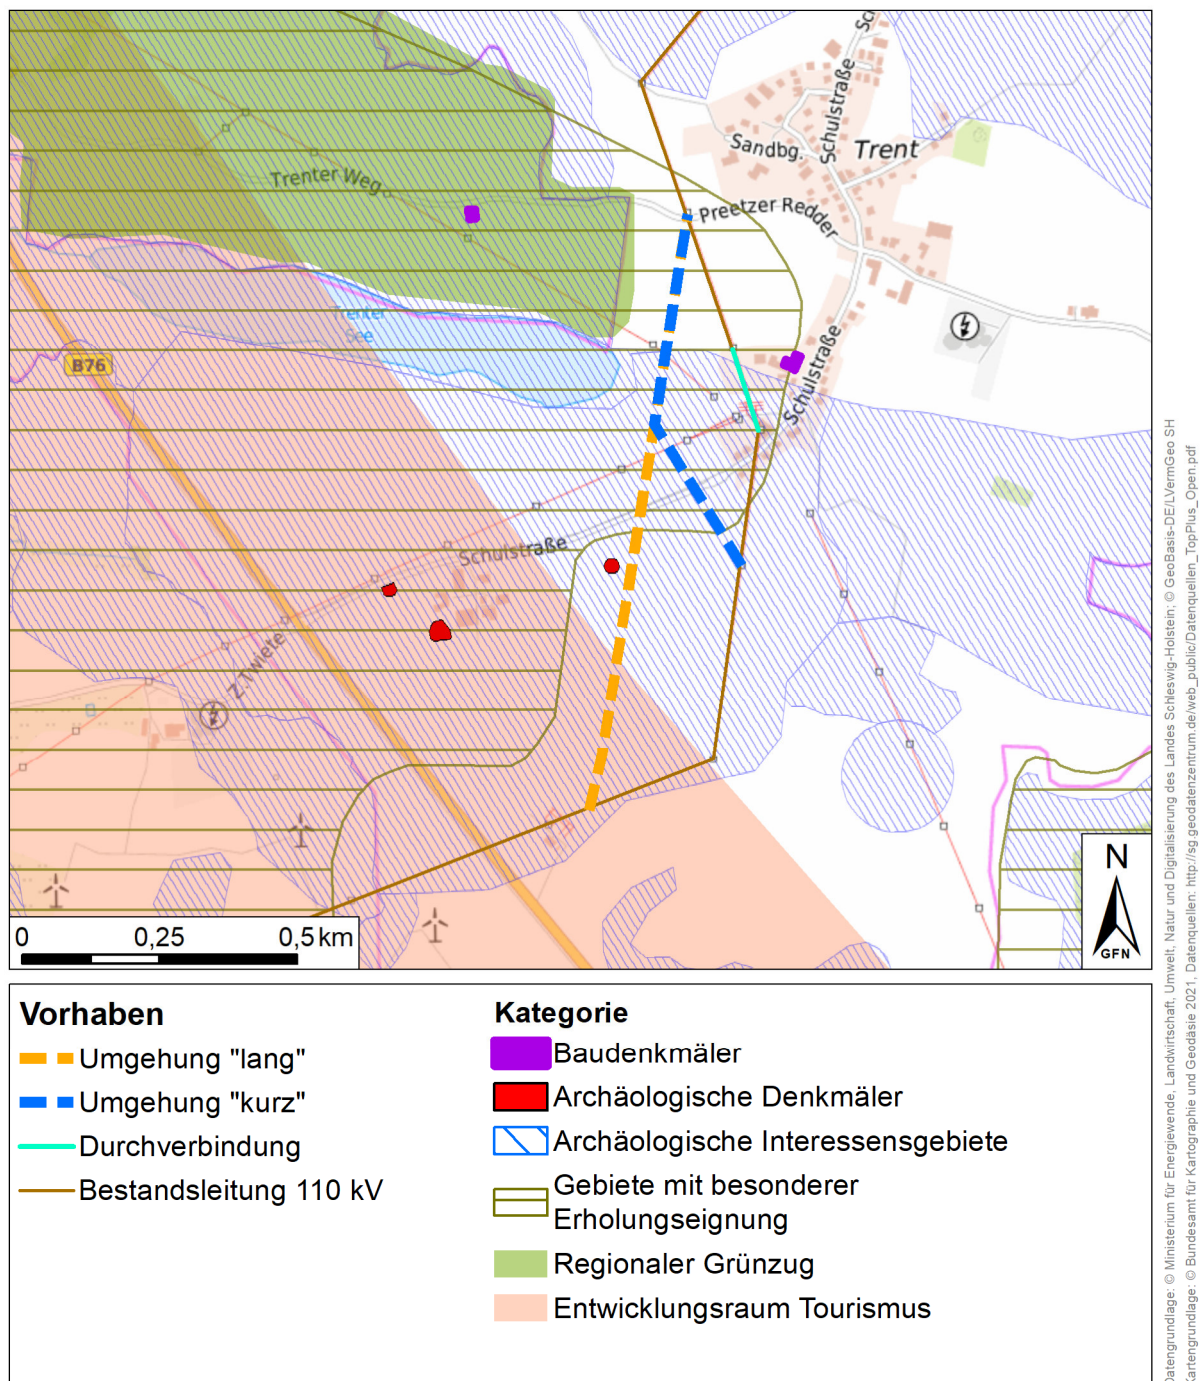 Schulstraße
Sc
Sandbg.
Trent
Trenter Weg
Preetzer Redder
Trenter
See
B76
Schulstraße
Schulstraße
Z.Twiete
N
GFN
0 0,25 0,5 km
Vorhaben
Umgehung "lang"
Umgehung "kurz"
Durchverbindung
Bestandsleitung 110 kV
Kategorie
Baudenkmäler
Archäologische Denkmäler
Archäologische Interessensgebiete
Gebiete mit besonderer
Erholungseignung
Regionaler Grünzug
Entwicklungsraum Tourismus
Datengrundlage: © Ministerium für Energiewende, Landwirtschaft, Umwelt, Natur und Digitalisierung des Landes Schleswig-Holstein; © GeoBasis-DE/LVermGeo SH
Kartengrundlage: © Bundesamt für Kartographie und Geodäsie 2021, Datenquellen: http://sg.geodatenzentrum.de/web_public/Datenquellen_TopPlus_Open.pdf